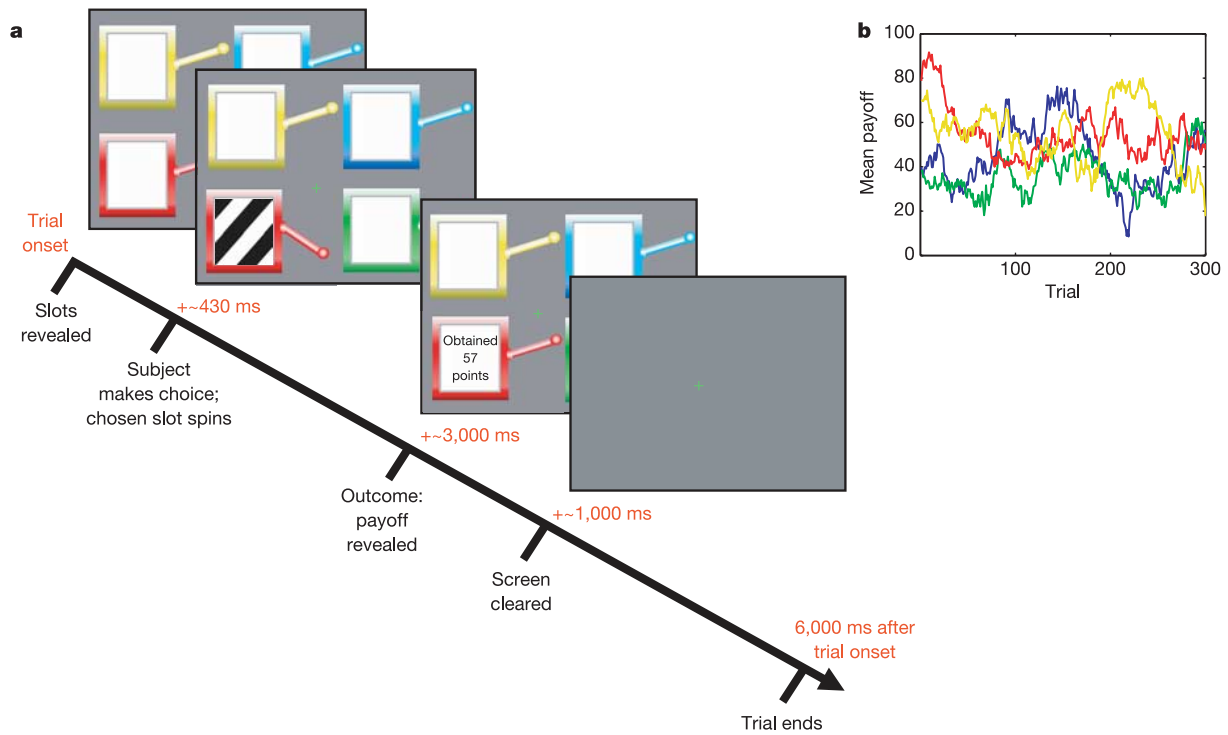 a
Trial
onset
Slots
revealed
+~430 ms
Subject
makes choice;
chosen slot spins
Obtained
57
points
+~3,000 ms
Outcome:
payoff
revealed
+~1,000 ms
Screen
cleared
6,000 ms after
trial onset
Trial ends
b
Mean payoff
100
80
60
40
20
0
100 200 300
Trial